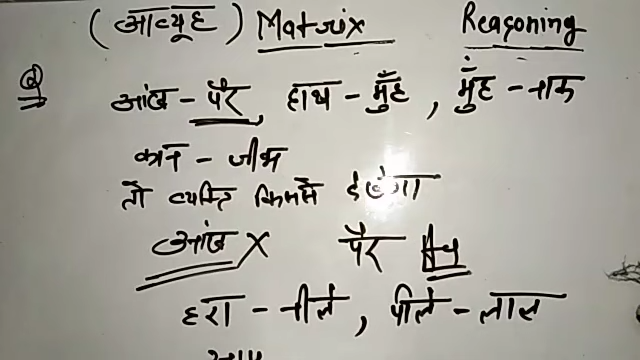 (आव्यूह) Matrix Reasoning
Q आंख - पैर, हाथ - मुँह, मुँह - नाक
कान - जीभ
तो व्यक्ति किससे देखेगा
आंख X पैर
हरा - नीले, पीले - लाल